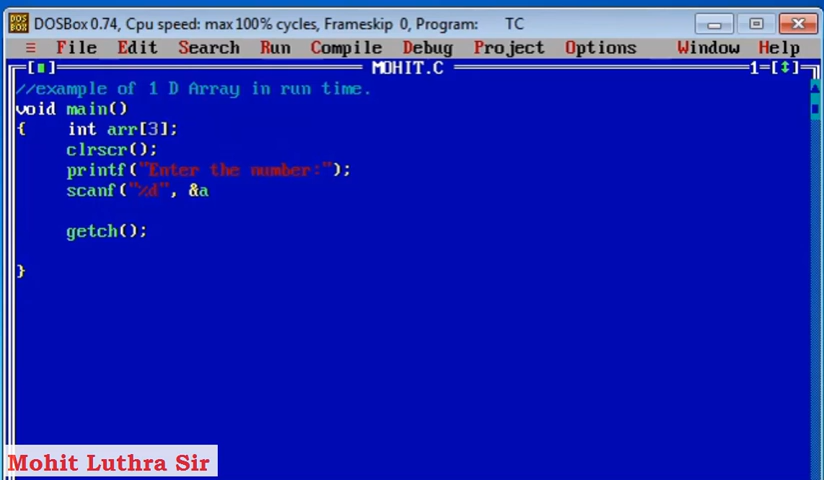 DOSBox 0.74, Cpu speed: max 100% cycles, Frameskip 0, Program: TC
≡ File Edit Search Run Compile Debug Project Options Window Help
[■] MOHIT.C 1=[↕]
//example of 1 D Array in run time.
void main()
{ int arr[3];
clrscr();
printf("Enter the number:");
scanf("%d", &a
getch();
}
Mohit Luthra Sir